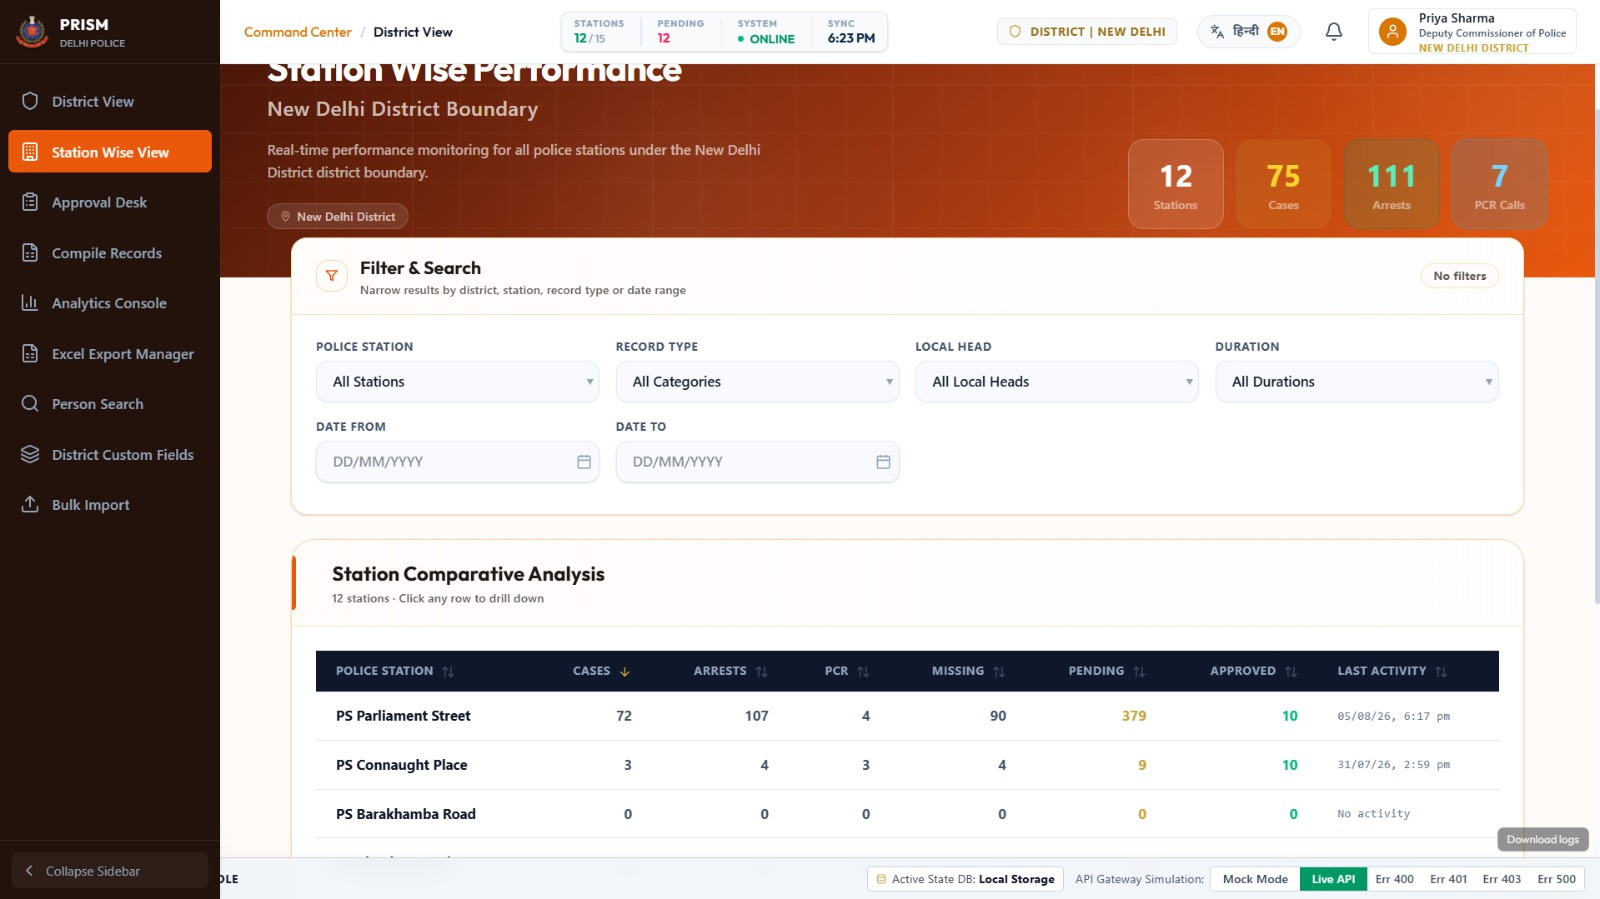 PRISM
DELHI POLICE
District View
Station Wise View
Approval Desk
Compile Records
Analytics Console
Excel Export Manager
Person Search
District Custom Fields
Bulk Import
Collapse Sidebar
Command Center / District View
STATIONS
12 / 15
PENDING
12
SYSTEM
ONLINE
SYNC
6:23 PM
DISTRICT | NEW DELHI
हिन्दी EN
Priya Sharma
Deputy Commissioner of Police
NEW DELHI DISTRICT
Station Wise Performance
New Delhi District Boundary
Real-time performance monitoring for all police stations under the New Delhi
District district boundary.
New Delhi District
12
Stations
75
Cases
111
Arrests
7
PCR Calls
Filter & Search
Narrow results by district, station, record type or date range
No filters
POLICE STATION
All Stations
RECORD TYPE
All Categories
LOCAL HEAD
All Local Heads
DURATION
All Durations
DATE FROM
DD/MM/YYYY
DATE TO
DD/MM/YYYY
Station Comparative Analysis
12 stations · Click any row to drill down
POLICE STATION CASES ARRESTS PCR MISSING PENDING APPROVED LAST ACTIVITY
PS Parliament Street 72 107 4 90 379 10 05/08/26, 6:17 pm
PS Connaught Place 3 4 3 4 9 10 31/07/26, 2:59 pm
PS Barakhamba Road 0 0 0 0 0 0 No activity
Download logs
OLE
Active State DB: Local Storage
API Gateway Simulation:
Mock Mode
Live API
Err 400
Err 401
Err 403
Err 500